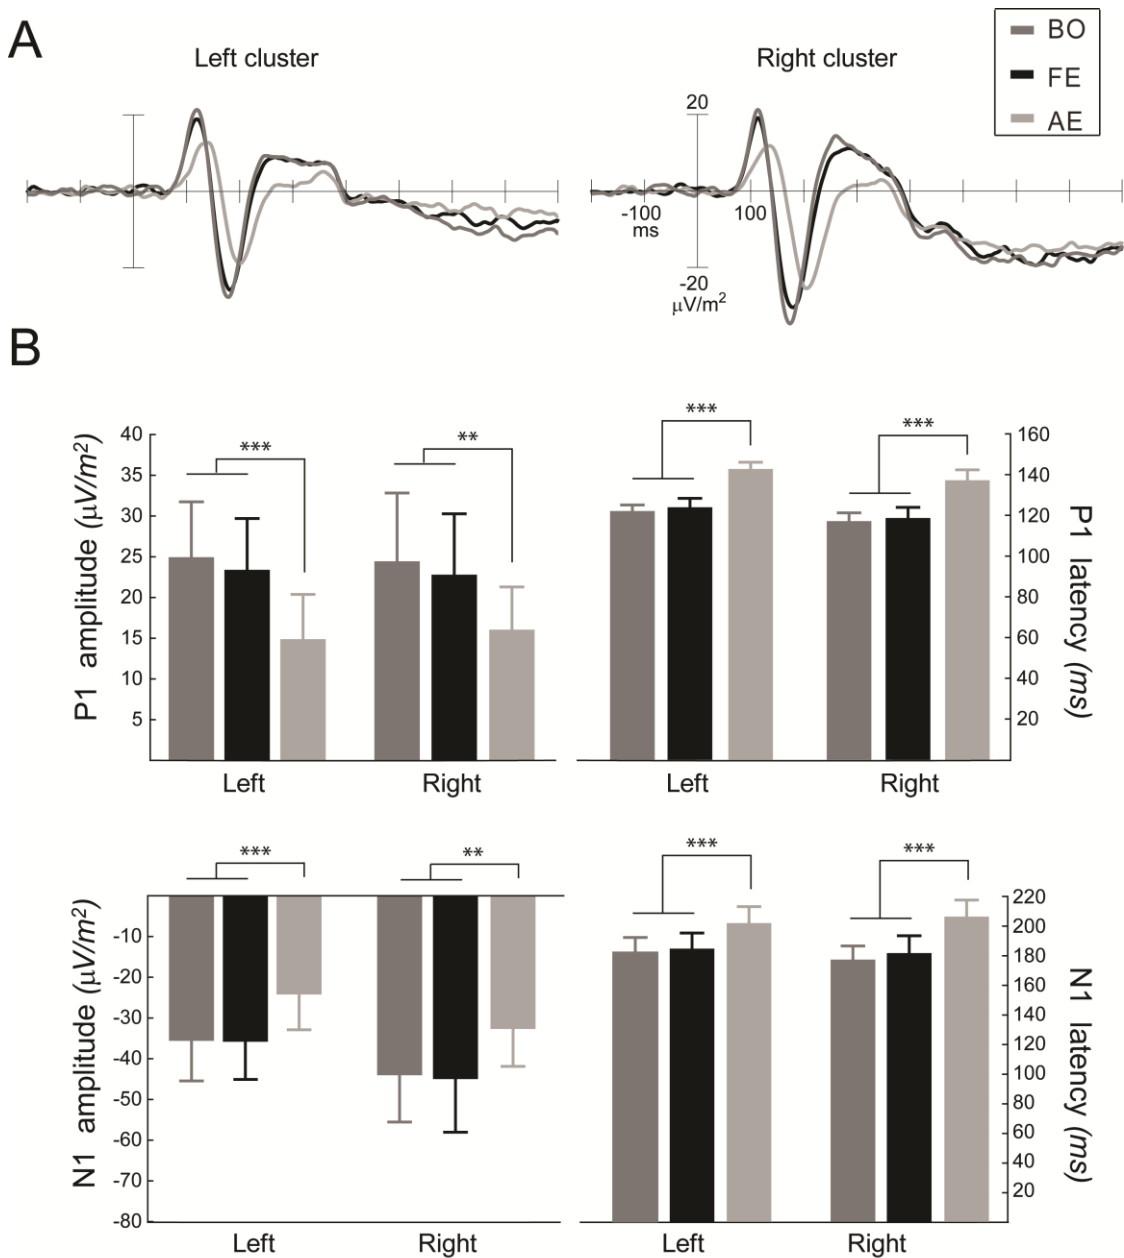 A
Left cluster
Right cluster
BO
FE
AE
20
-100
ms
100
-20
μV/m²
B
P1 amplitude (μV/m²)
40
35
30
25
20
15
10
5
***
**
Left
Right
***
***
160
140
120
100
80
60
40
20
P1 latency (ms)
Left
Right
N1 amplitude (μV/m²)
-10
-20
-30
-40
-50
-60
-70
-80
***
**
Left
Right
***
***
220
200
180
160
140
120
100
80
60
40
20
N1 latency (ms)
Left
Right